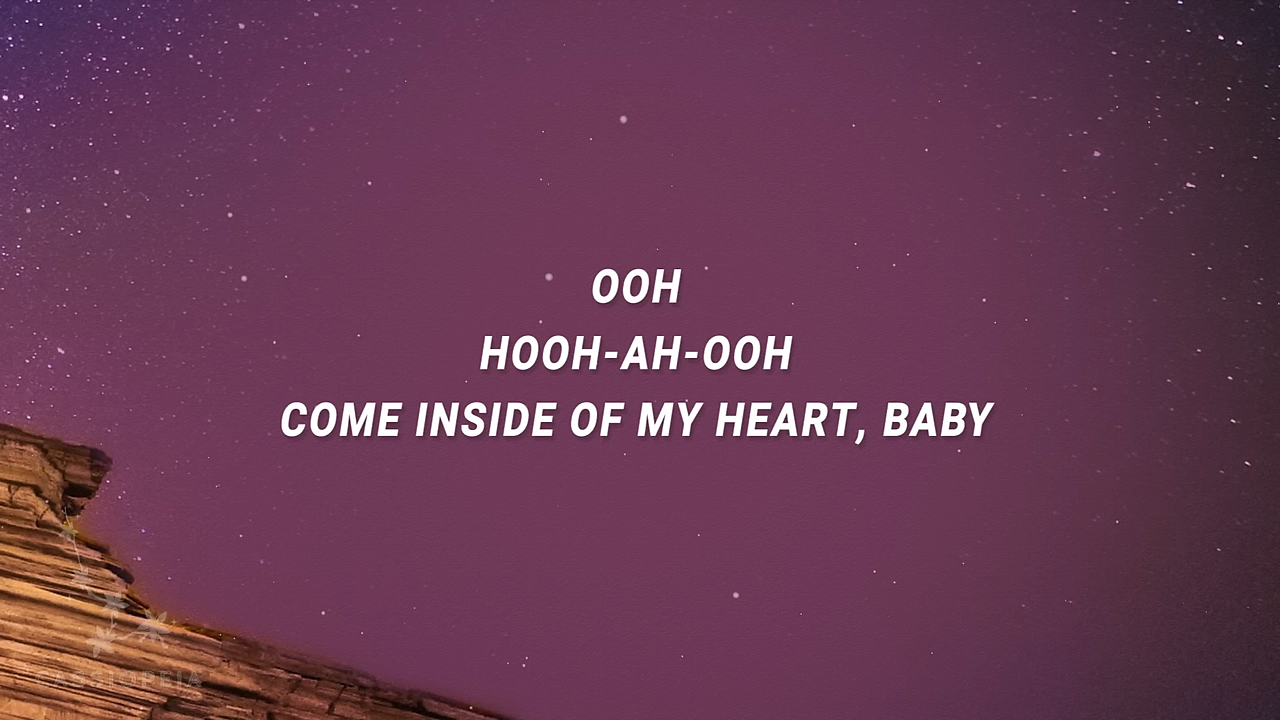 OOH
HOOH-AH-OOH
COME INSIDE OF MY HEART, BABY
CASSIOPEIA